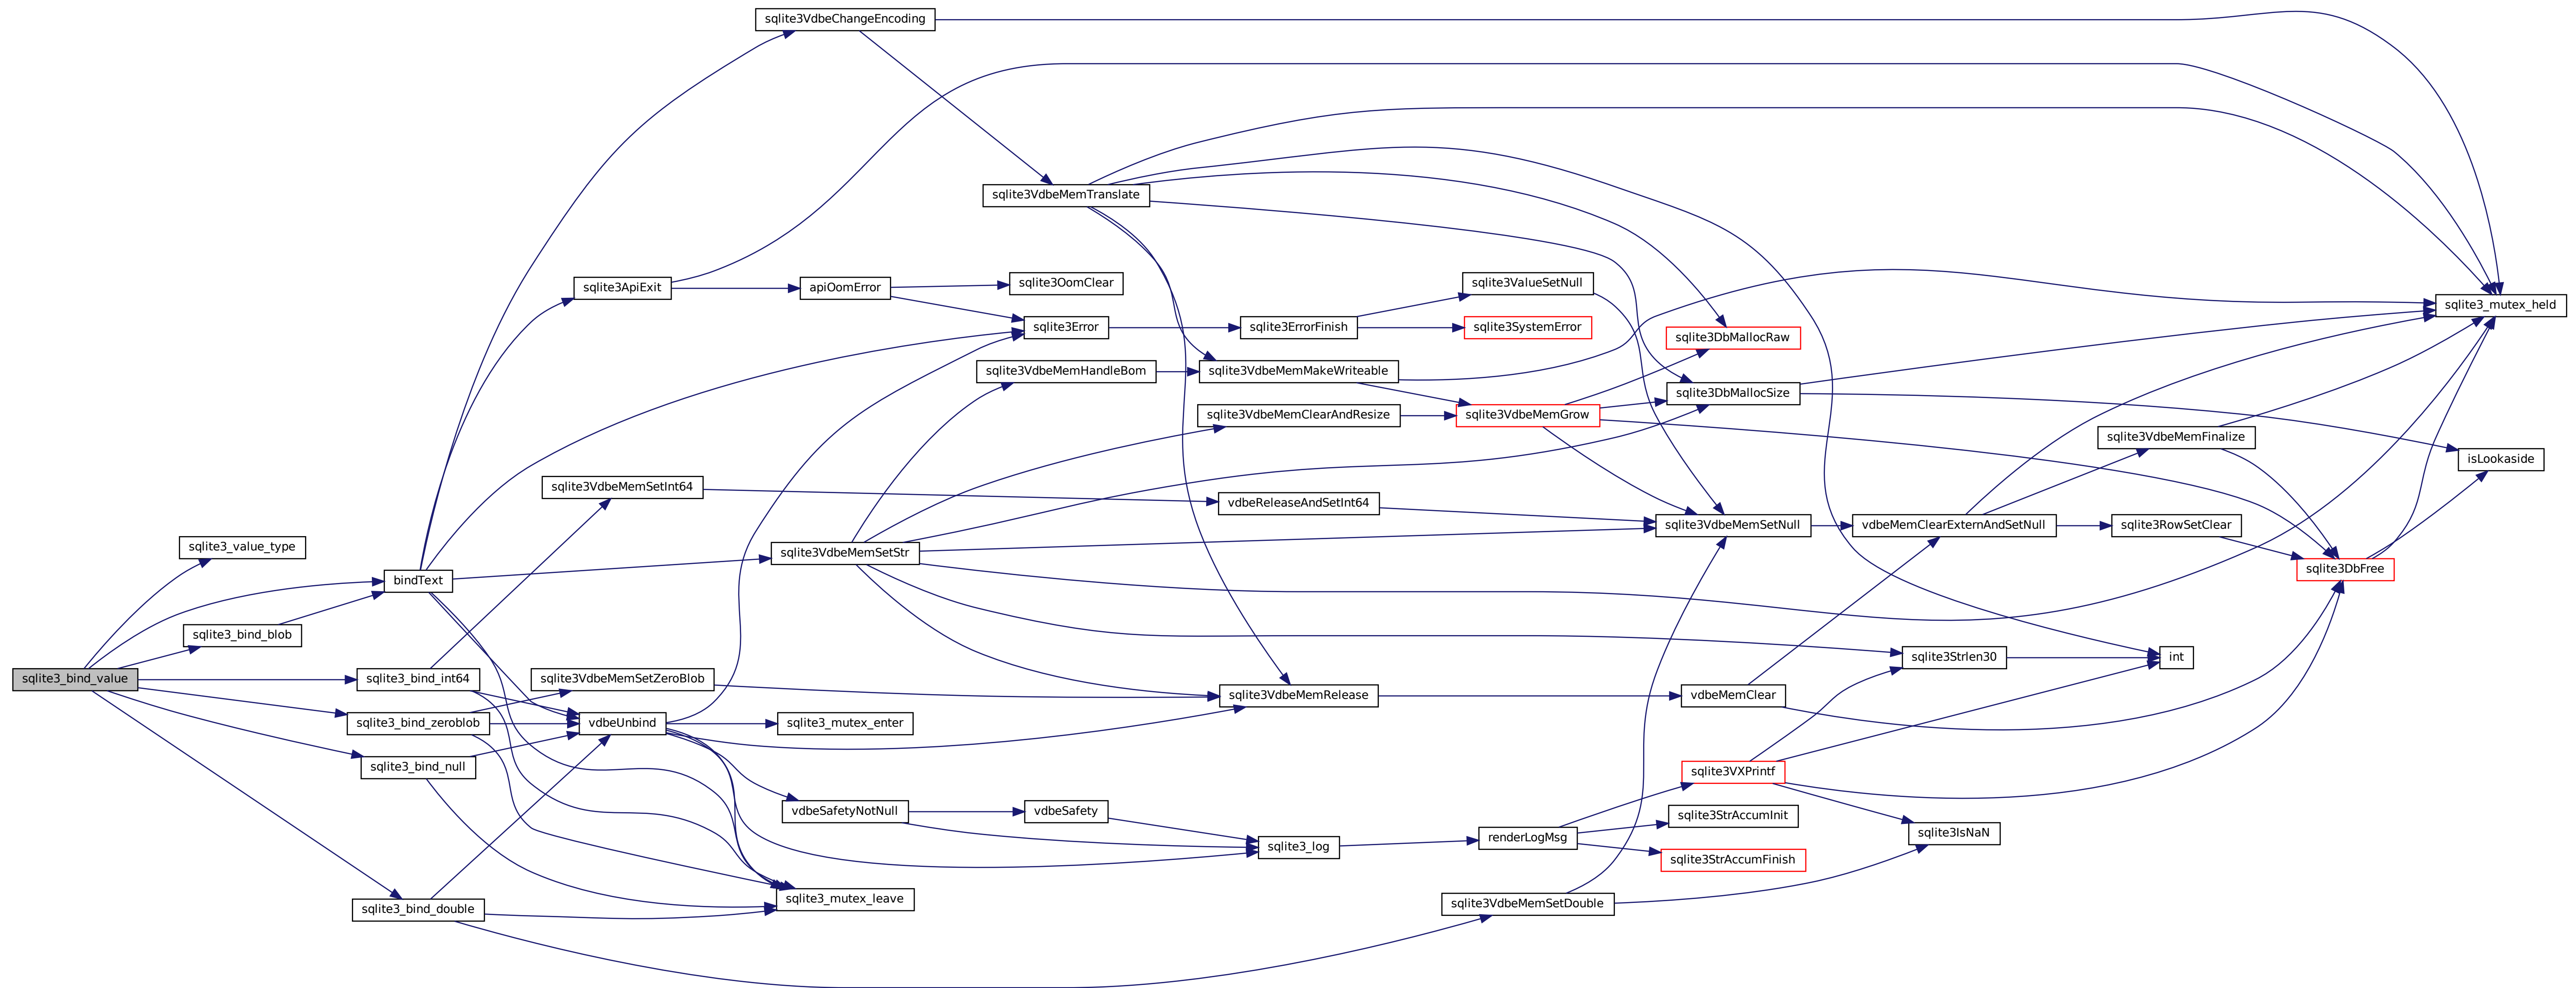 sqlite3VdbeChangeEncoding
sqlite3VdbeMemTranslate
sqlite3ApiExit
apiOomError
sqlite3OomClear
sqlite3ValueSetNull
sqlite3_mutex_held
sqlite3Error
sqlite3ErrorFinish
sqlite3SystemError
sqlite3DbMallocRaw
sqlite3VdbeMemHandleBom
sqlite3VdbeMemMakeWriteable
sqlite3DbMallocSize
sqlite3VdbeMemClearAndResize
sqlite3VdbeMemGrow
sqlite3VdbeMemFinalize
isLookaside
sqlite3VdbeMemSetInt64
vdbeReleaseAndSetInt64
sqlite3VdbeMemSetNull
vdbeMemClearExternAndSetNull
sqlite3RowSetClear
sqlite3_value_type
sqlite3VdbeMemSetStr
sqlite3DbFree
bindText
sqlite3_bind_blob
sqlite3Strlen30
int
sqlite3_bind_value
sqlite3_bind_int64
sqlite3VdbeMemSetZeroBlob
sqlite3VdbeMemRelease
vdbeMemClear
sqlite3_bind_zeroblob
vdbeUnbind
sqlite3_mutex_enter
sqlite3_bind_null
sqlite3VXPrintf
vdbeSafetyNotNull
vdbeSafety
sqlite3StrAccumInit
sqlite3_log
renderLogMsg
sqlite3IsNaN
sqlite3StrAccumFinish
sqlite3_mutex_leave
sqlite3_bind_double
sqlite3VdbeMemSetDouble